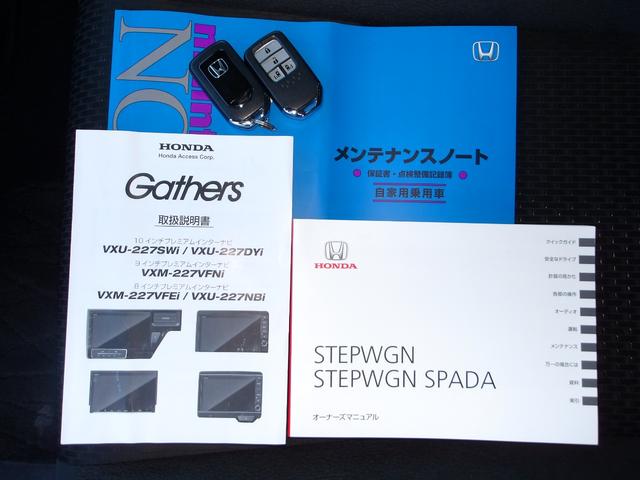 maint
NO
メンテナンスノート
保証書・点検整備記録簿
自家用乗用車
HONDA
Honda Access Corp.
Gathers
取扱説明書
10 インチプレミアムインターナビ
VXU-227SWi / VXU-227DYi
9 インチプレミアムインターナビ
VXM-227VFNi
8 インチプレミアムインターナビ
VXM-227VFEi / VXU-227NBi
HONDA
STEPWGN
STEPWGN SPADA
オーナーズマニュアル
クイックガイド
安全なドライブ
計器の見かた
各部の操作
オーディオ
運転
メンテナンス
万一の場合には
資料
索引